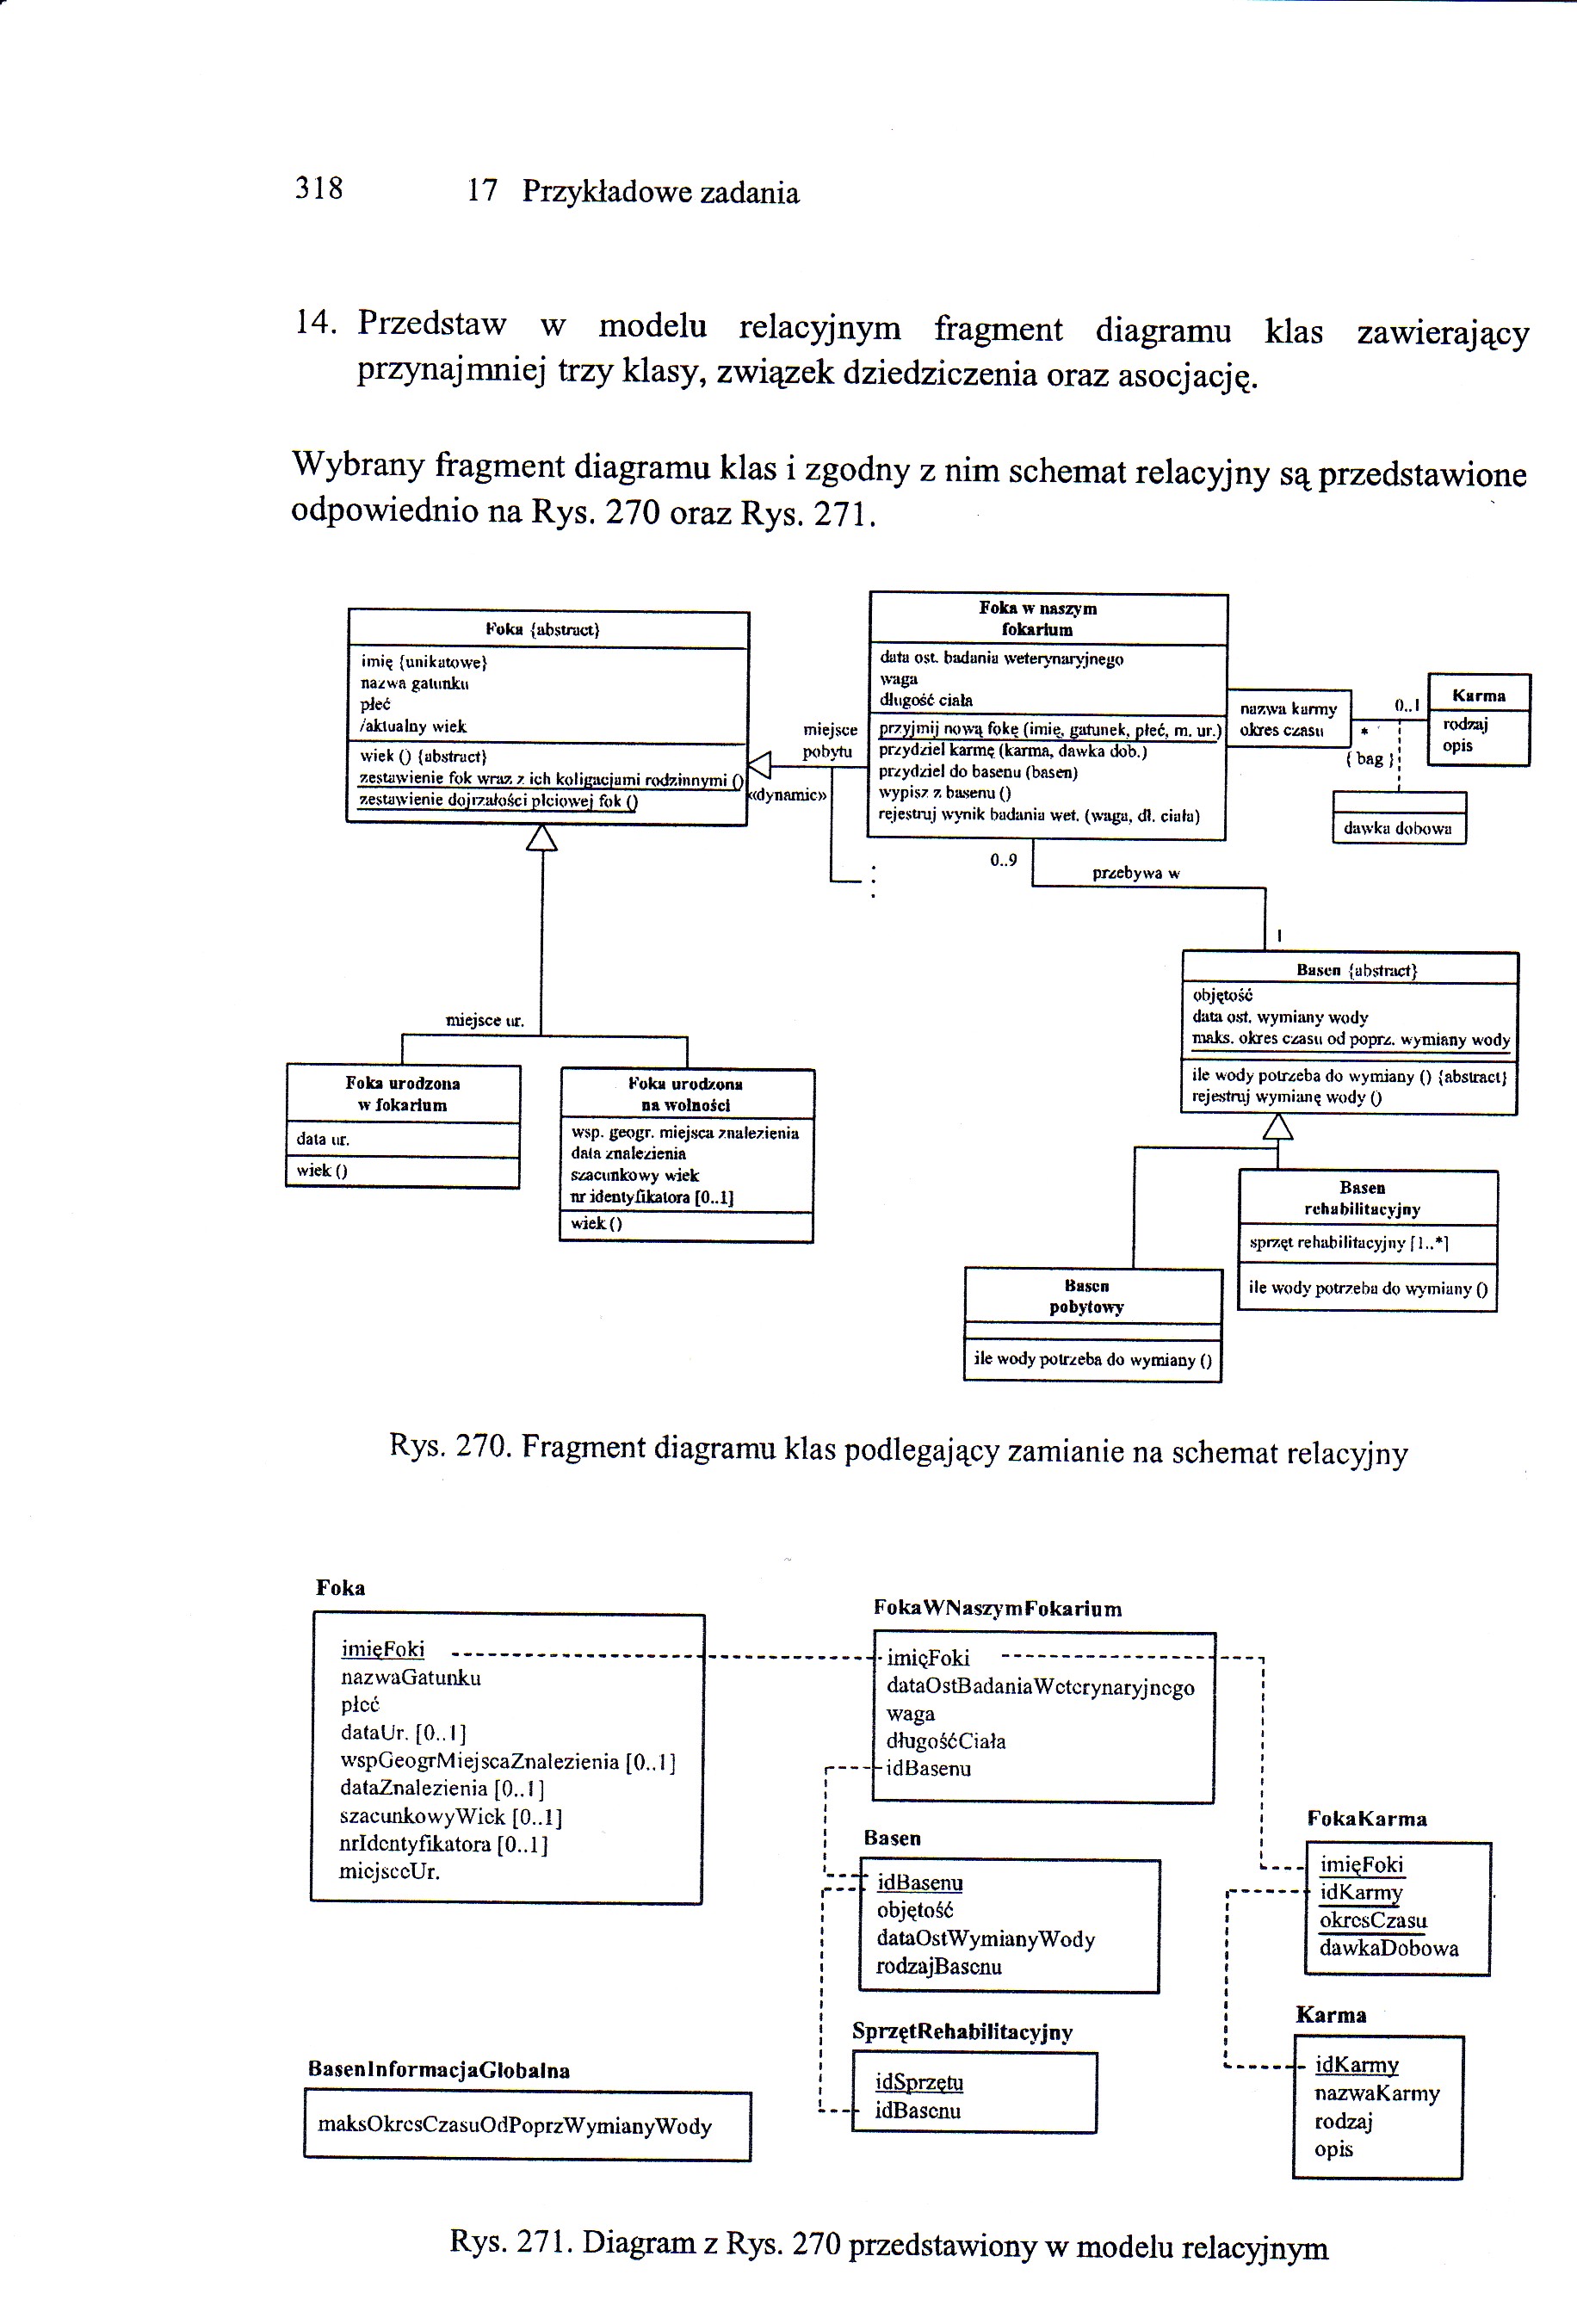 318 17 Przykładowe zadania
14. Przedstaw w modelu relacyjnym fragment diagramu klas zawierający
przynajmniej trzy klasy, związek dziedziczenia oraz asocjację.
Wybrany fragment diagramu klas i zgodny z nim schemat relacyjny są przedstawione
odpowiednio na Rys. 270 oraz Rys. 271.
Foka {abstract}
imię {unikatowe}
nazwa gatunku
płeć
/aktualny wiek
wiek () {abstract}
zestawienie fok wraz z ich koligacjami rodzinnymi ()
zestawienie dojrzałości płciowej fok ()
miejsce
pobytu
«dynamic»
Foka w naszym
fokarium
data ost. badania weterynaryjnego
waga
długość ciała
przyjmij nową fokę (imię, gatunek, płeć, m. ur.)
przydziel karmę (karma, dawka dob.)
przydziel do basenu (basen)
wypisz z basenu ()
rejestruj wynik badania wet. (waga, dł. ciała)
nazwa karmy
okres czasu
0..1
*
{ bag }
Karma
rodzaj
opis
dawka dobowa
0..9
przebywa w
1
Basen {abstract}
objętość
data ost. wymiany wody
maks. okres czasu od poprz. wymiany wody
ile wody potrzeba do wymiany () {abstract}
rejestruj wymianę wody ()
miejsce ur.
Foka urodzona
w fokarium
data ur.
wiek ()
Foka urodzona
na wolności
wsp. geogr. miejsca znalezienia
data znalezienia
szacunkowy wiek
nr identyfikatora [0..1]
wiek ()
Basen
rehabilitacyjny
sprzęt rehabilitacyjny [1..*]
ile wody potrzeba do wymiany ()
Basen
pobytowy
ile wody potrzeba do wymiany ()
Rys. 270. Fragment diagramu klas podlegający zamianie na schemat relacyjny
Foka
imięFoki
nazwaGatunku
płeć
dataUr. [0..1]
wspGeogrMiejscaZnalezienia [0..1]
dataZnalezienia [0..1]
szacunkowyWiek [0..1]
nrIdentyfikatora [0..1]
miejsceUr.
FokaWNaszymFokarium
imięFoki
dataOstBadaniaWeterynaryjnego
waga
długośćCiała
idBasenu
Basen
idBasenu
objętość
dataOstWymianyWody
rodzajBasenu
FokaKarma
imięFoki
idKarmy
okresCzasu
dawkaDobowa
SprzętRehabilitacyjny
idSprzętu
idBasenu
Karma
idKarmy
nazwaKarmy
rodzaj
opis
BasenInformacjaGlobalna
maksOkresCzasuOdPoprzWymianyWody
Rys. 271. Diagram z Rys. 270 przedstawiony w modelu relacyjnym